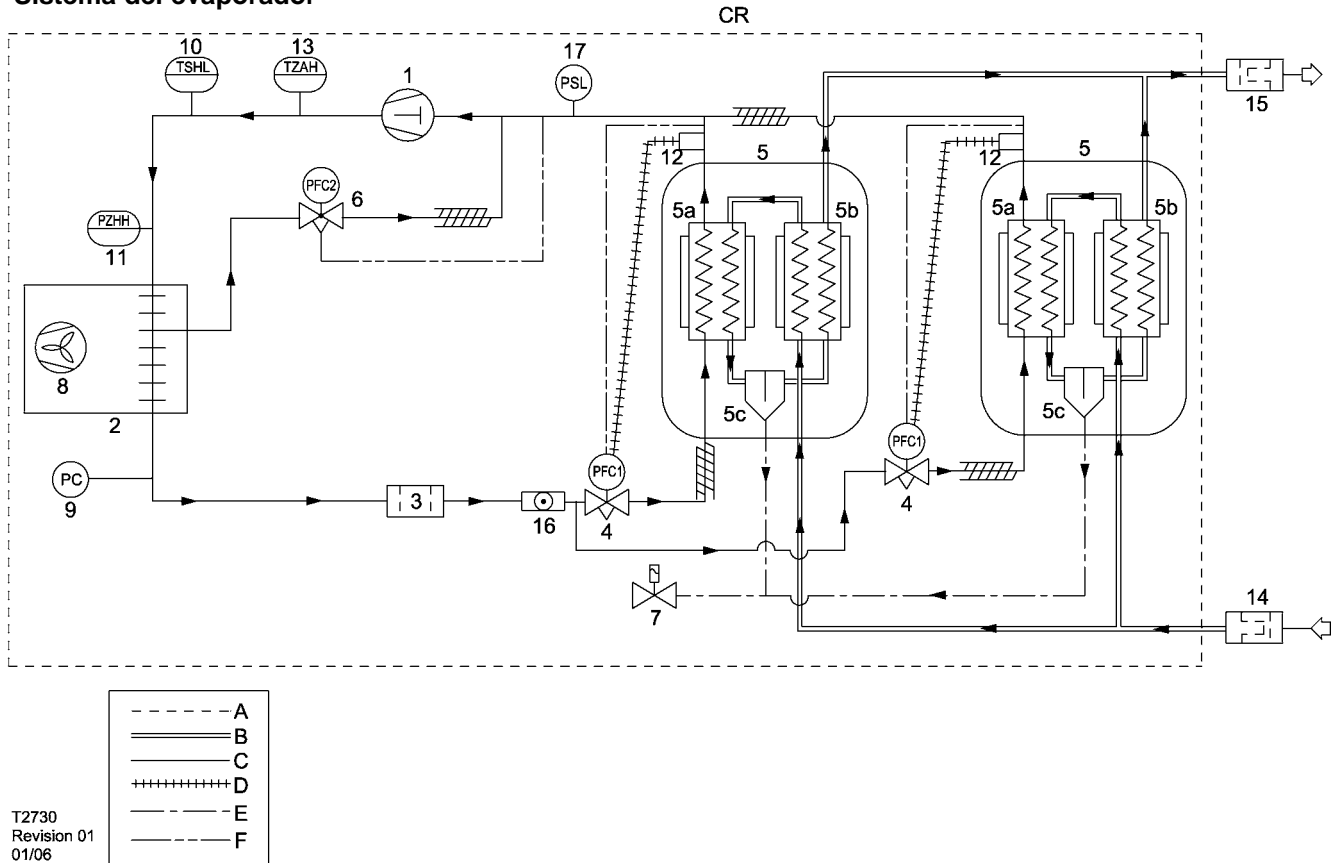 Sistema del evaporador
CR
10
TSHL
13
TZAH
1
17
PSL
15
12
5
12
5
PFC2
6
5a
5b
5a
5b
PZHH
11
8
2
5c
5c
PFC1
PFC1
PC
9
3
16
4
4
7
14
A
B
C
D
E
F
T2730
Revision 01
01/06